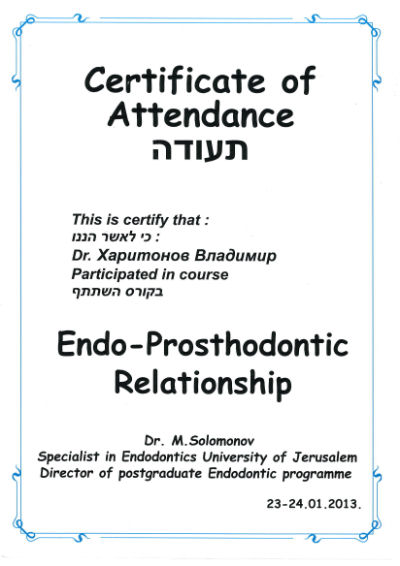 Certificate of
Attendance
תעודה
This is certify that :
כי לאשר הננו :
Dr. Харитонов Владимир
Participated in course
בקורס השתתף
Endo-Prosthodontic
Relationship
Dr. M.Solomonov
Specialist in Endodontics University of Jerusalem
Director of postgraduate Endodontic programme
23-24.01.2013.